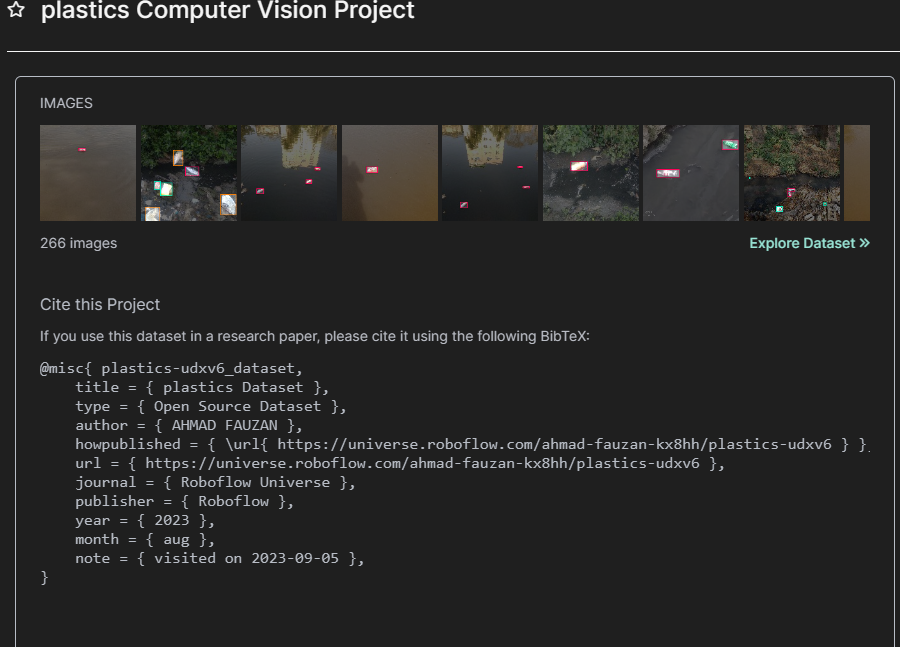 plastics Computer Vision Project
IMAGES
266 images
Explore Dataset »
Cite this Project
If you use this dataset in a research paper, please cite it using the following BibTeX:
@misc{ plastics-udxv6_dataset,
    title = { plastics Dataset },
    type = { Open Source Dataset },
    author = { AHMAD FAUZAN },
    howpublished = { \url{ https://universe.roboflow.com/ahmad-fauzan-kx8hh/plastics-udxv6 } },
    url = { https://universe.roboflow.com/ahmad-fauzan-kx8hh/plastics-udxv6 },
    journal = { Roboflow Universe },
    publisher = { Roboflow },
    year = { 2023 },
    month = { aug },
    note = { visited on 2023-09-05 },
}